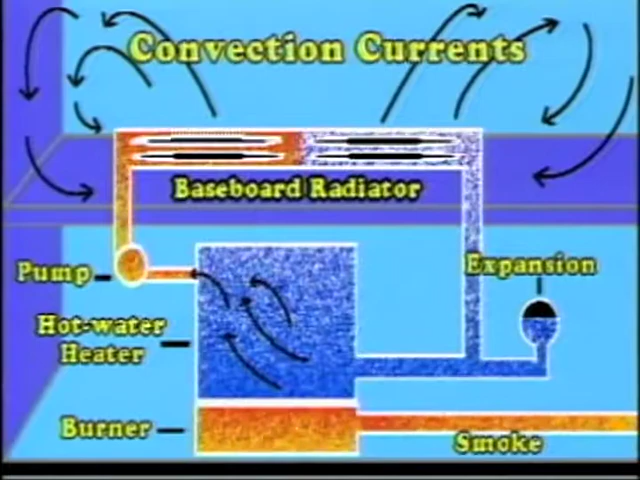 Convection Currents
Baseboard Radiator
Pump
Expansion
Hot-water
Heater
Burner
Smoke